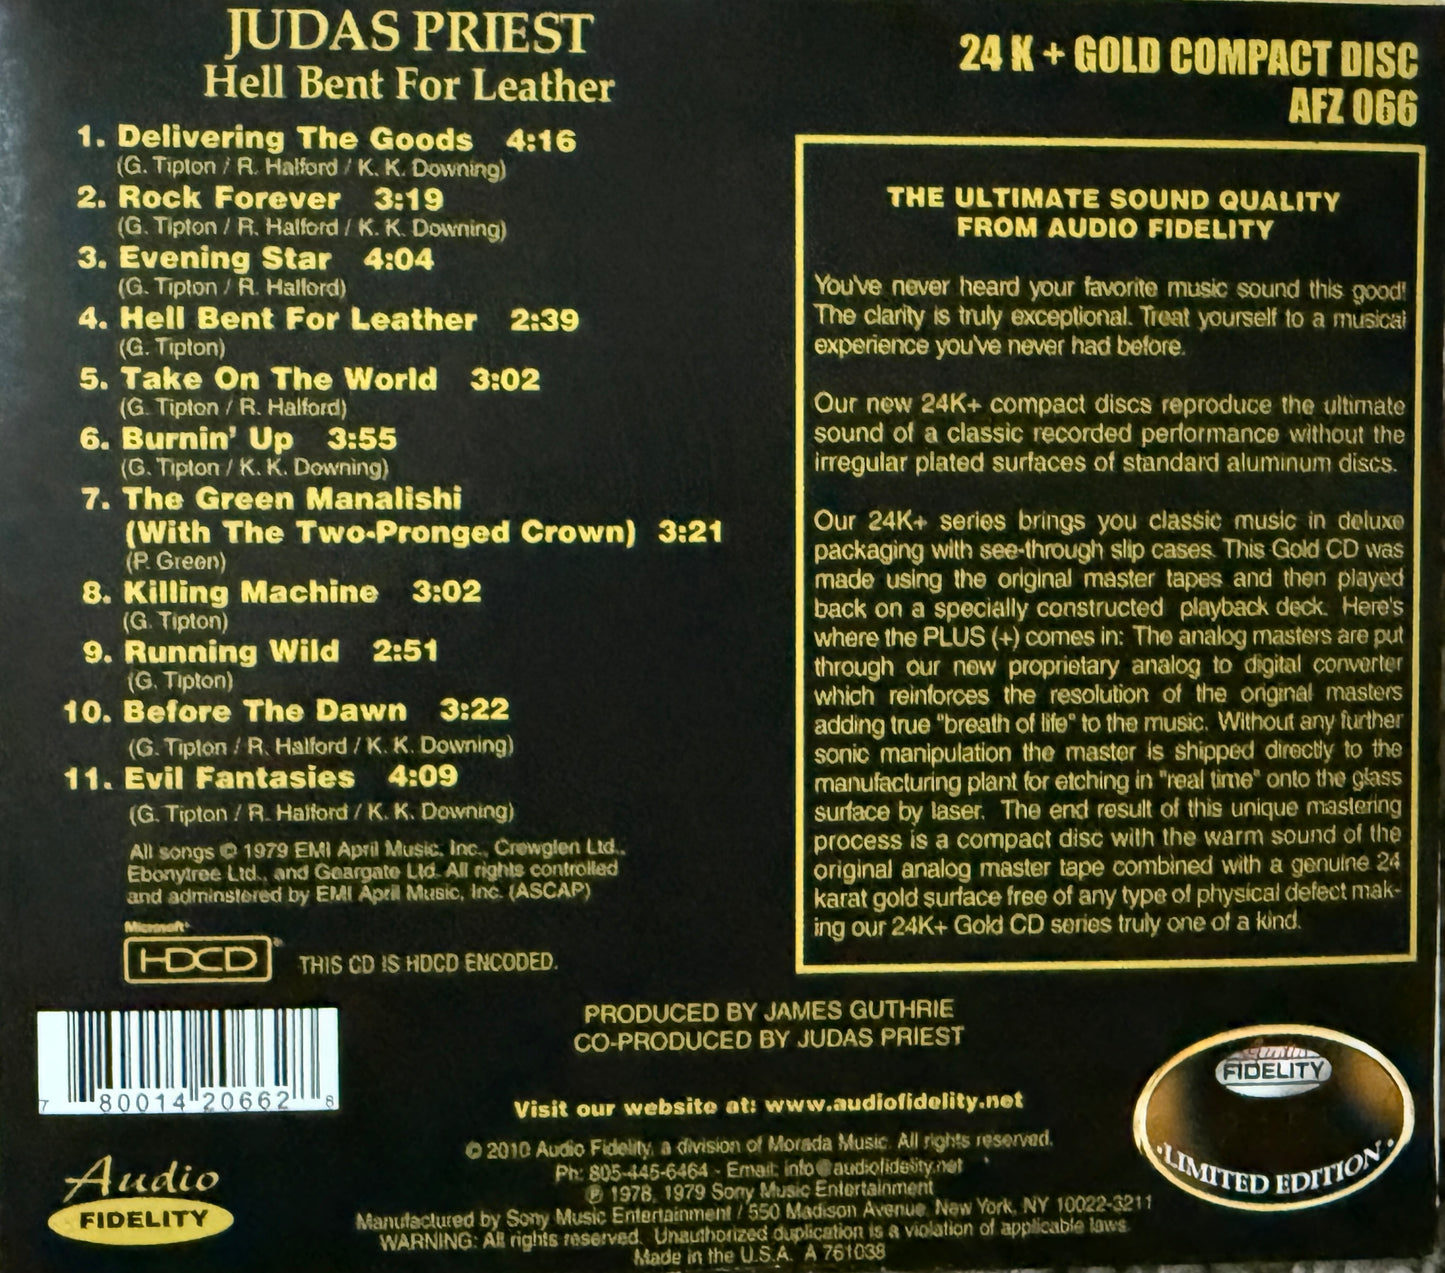 JUDAS PRIEST
Hell Bent For Leather
1. Delivering The Goods 4:16
(G. Tipton / R. Halford / K. K. Downing)
2. Rock Forever 3:19
(G. Tipton / R. Halford / K. K. Downing)
3. Evening Star 4:04
(G. Tipton / R. Halford)
4. Hell Bent For Leather 2:39
(G. Tipton)
5. Take On The World 3:02
(G. Tipton / R. Halford)
6. Burnin' Up 3:55
(G. Tipton / K. K. Downing)
7. The Green Manalishi
(With The Two-Pronged Crown) 3:21
(P. Green)
8. Killing Machine 3:02
(G. Tipton)
9. Running Wild 2:51
(G. Tipton)
10. Before The Dawn 3:22
(G. Tipton / R. Halford / K. K. Downing)
11. Evil Fantasies 4:09
(G. Tipton / R. Halford / K. K. Downing)
All songs © 1979 EMI April Music, Inc., Crewglen Ltd.,
Ebonytree Ltd., and Geargate Ltd. All rights controlled
and adminstered by EMI April Music, Inc. (ASCAP)
Microsoft®
HDCD®
THIS CD IS HDCD ENCODED.
24 K + GOLD COMPACT DISC
AFZ 066
THE ULTIMATE SOUND QUALITY
FROM AUDIO FIDELITY
You've never heard your favorite music sound this good!
The clarity is truly exceptional. Treat yourself to a musical
experience you've never had before.
Our new 24K+ compact discs reproduce the ultimate
sound of a classic recorded performance without the
irregular plated surfaces of standard aluminum discs.
Our 24K+ series brings you classic music in deluxe
packaging with see-through slip cases. This Gold CD was
made using the original master tapes and then played
back on a specially constructed playback deck. Here's
where the PLUS (+) comes in: The analog masters are put
through our new proprietary analog to digital converter
which reinforces the resolution of the original masters
adding true "breath of life" to the music. Without any further
sonic manipulation the master is shipped directly to the
manufacturing plant for etching in "real time" onto the glass
surface by laser. The end result of this unique mastering
process is a compact disc with the warm sound of the
original analog master tape combined with a genuine 24
karat gold surface free of any type of physical defect mak-
ing our 24K+ Gold CD series truly one of a kind.
PRODUCED BY JAMES GUTHRIE
CO-PRODUCED BY JUDAS PRIEST
7 80014 20662 8
Visit our website at: www.audiofidelity.net
© 2010 Audio Fidelity, a division of Morada Music. All rights reserved.
Ph: 805-445-6464 - Email: info@audiofidelity.net
℗ 1978, 1979 Sony Music Entertainment
Manufactured by Sony Music Entertainment / 550 Madison Avenue, New York, NY 10022-3211
WARNING: All rights reserved. Unauthorized duplication is a violation of applicable laws.
Made in the U.S.A. A 761038
Audio
FIDELITY
Audio
FIDELITY
·LIMITED EDITION·